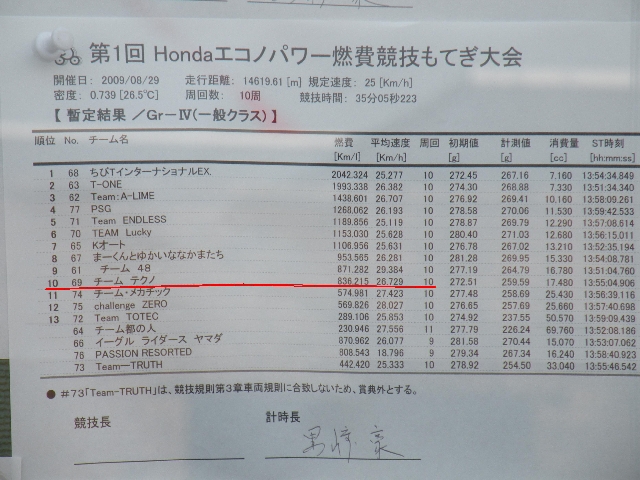 第1回 Hondaエコノパワー燃費競技もてぎ大会
開催日： 2009/08/29 走行距離： 14619.61 [m] 規定速度： 25 [Km/h]
密度： 0.739 [26.5℃] 周回数： 10周 競技時間： 35分05秒223
【 暫定結果 ／Gr－Ⅳ(一般クラス) 】
順位 No. チーム名 燃費 [Km/l] 平均速度 [Km/h] 周回 初期値 [g] 計測値 [g] 消費量 [cc] ST時刻 [hh:mm:ss]
1 68 ちびTインターナショナルEX. 2042.324 25.277 10 272.45 267.16 7.160 13:54:34.849
2 63 T-ONE 1993.338 26.382 10 274.30 268.88 7.330 13:51:34.340
3 62 Team:A-LIME 1438.601 26.707 10 276.92 269.41 10.160 13:58:09.261
4 77 PSG 1268.062 26.193 10 278.58 270.06 11.530 13:59:42.533
5 71 Team ENDLESS 1189.856 25.119 10 278.87 269.79 12.290 13:57:08.614
6 70 TEAM Lucky 1153.030 25.628 10 280.40 271.03 12.680 13:56:15.011
7 65 Kオート 1106.956 25.631 10 276.78 267.02 13.210 13:52:35.194
8 67 まーくんとゆかいななかまたち 953.565 26.281 10 281.28 269.95 15.330 13:54:08.781
9 61 チーム 48 871.282 29.384 10 277.19 264.79 16.780 13:51:04.760
10 69 チーム テクノ 836.215 26.729 10 272.51 259.59 17.480 13:55:04.906
11 74 チーム・メカチック 574.981 27.423 10 277.48 258.69 25.430 13:56:39.116
12 75 challenge ZERO 569.826 28.027 10 276.65 257.69 25.660 13:57:40.698
13 72 Team TOTEC 289.106 25.853 10 274.92 237.55 50.570 13:59:09.439
64 チーム都の人 230.946 27.556 11 277.79 226.24 69.760 13:52:08.186
66 イーグル ライダース ヤマダ 870.962 26.077 9 281.58 270.44 15.070 13:53:07.062
76 PASSION RESORTED 808.543 18.796 9 279.34 267.34 16.240 13:58:40.923
73 Team－TRUTH 442.420 25.333 10 278.92 254.50 33.040 13:55:46.542
● #73｢Team-TRUTH｣は、競技規則第3章車両規則に合致しないため、賞典外とする。
競技長 計時長